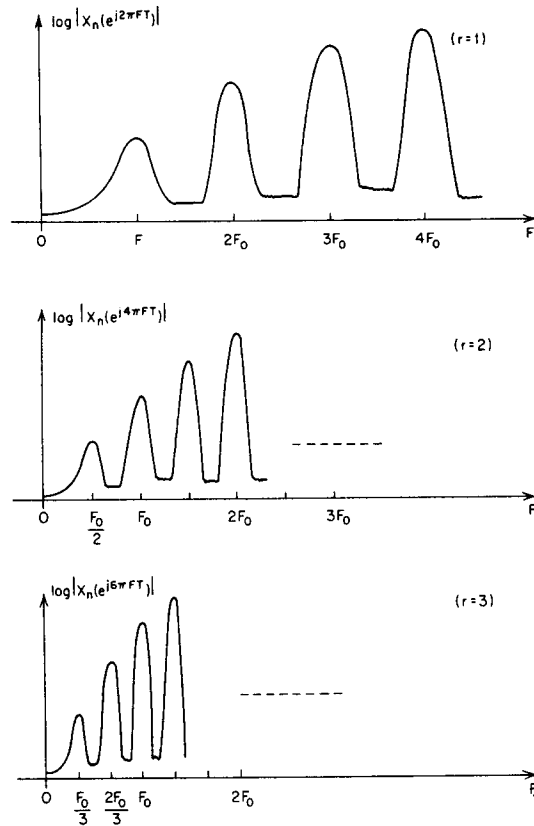 log |Xn(e^j2πFT)|
(r=1)
0 F 2F₀ 3F₀ 4F₀ F
log |Xn(e^j4πFT)|
(r=2)
0 F₀/2 F₀ 2F₀ 3F₀ F
log |Xn(e^j6πFT)|
(r=3)
0 F₀/3 2F₀/3 F₀ 2F₀ F